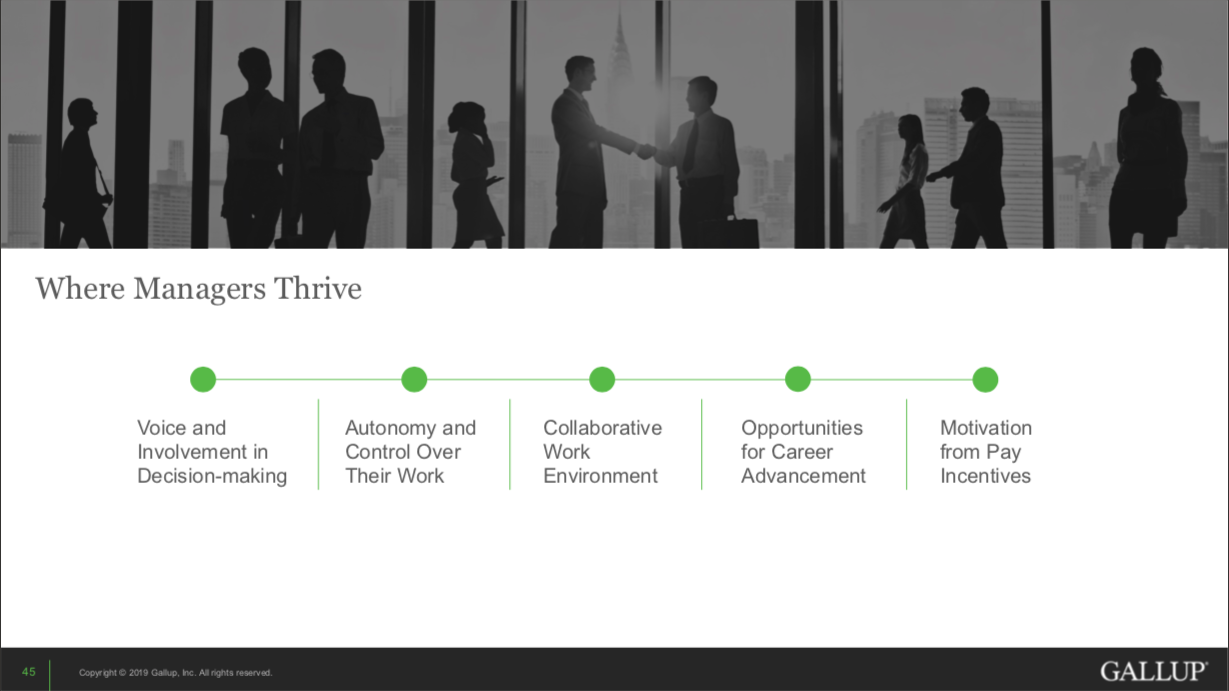 Where Managers Thrive
Voice and
Involvement in
Decision-making
Autonomy and
Control Over
Their Work
Collaborative
Work
Environment
Opportunities
for Career
Advancement
Motivation
from Pay
Incentives
45
Copyright © 2019 Gallup, Inc. All rights reserved.
GALLUP®